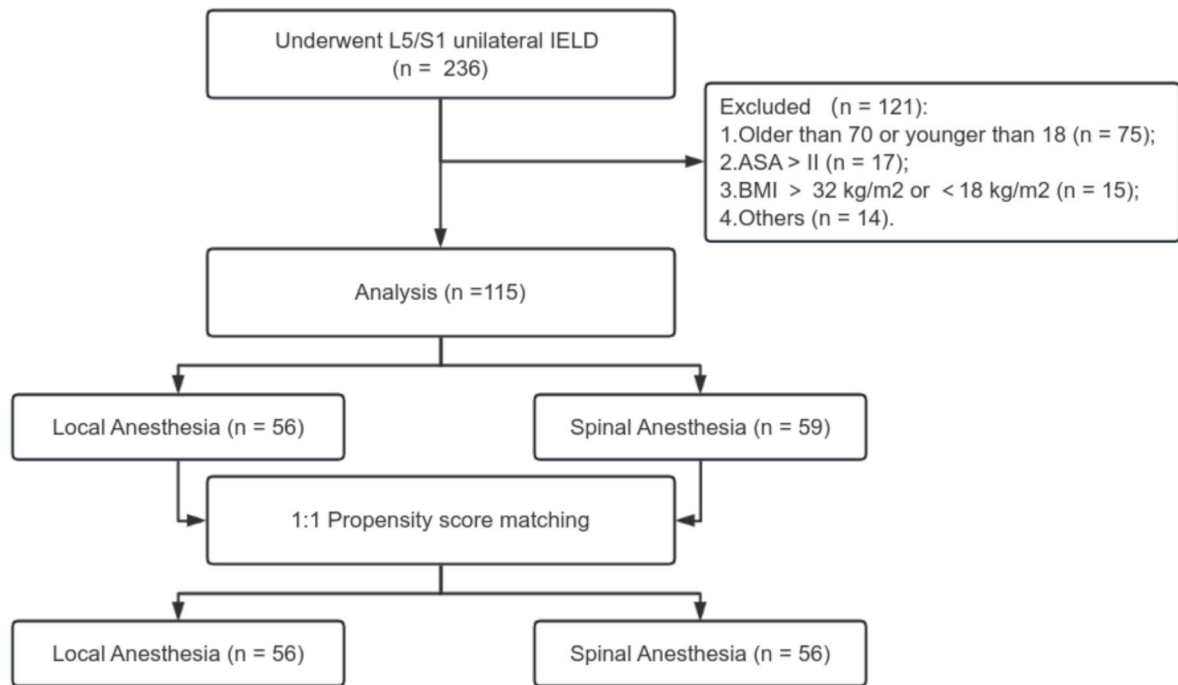 Underwent L5/S1 unilateral IELD
(n = 236)
Excluded （n = 121):
1.Older than 70 or younger than 18 (n = 75);
2.ASA > II (n = 17);
3.BMI > 32 kg/m2 or < 18 kg/m2 (n = 15);
4.Others (n = 14).
Analysis (n =115)
Local Anesthesia (n = 56)
Spinal Anesthesia (n = 59)
1:1 Propensity score matching
Local Anesthesia (n = 56)
Spinal Anesthesia (n = 56)